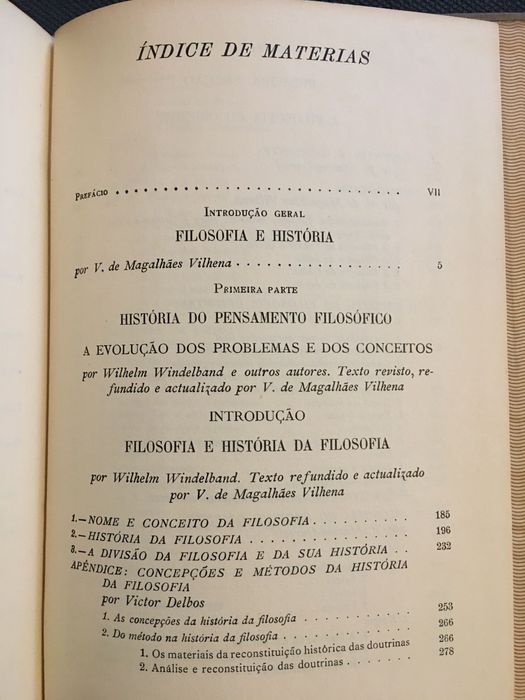 ÍNDICE DE MATERIAS
PREFÁCIO . . . . . . . . . . . . . . . . . . . . . . . . . . . VII
INTRODUÇÃO GERAL
FILOSOFIA E HISTÓRIA
por V. de Magalhães Vilhena . . . . . . . . . . . . . . . . 5
PRIMEIRA PARTE
HISTÓRIA DO PENSAMENTO FILOSÓFICO
A EVOLUÇÃO DOS PROBLEMAS E DOS CONCEITOS
por Wilhelm Windelband e outros autores. Texto revisto, re-
fundido e actualizado por V. de Magalhães Vilhena
INTRODUÇÃO
FILOSOFIA E HISTÓRIA DA FILOSOFIA
por Wilhelm Windelband. Texto refundido e actualizado
por V. de Magalhães Vilhena
1.—NOME E CONCEITO DA FILOSOFIA . . . . . . . . . . 185
2.—HISTÓRIA DA FILOSOFIA . . . . . . . . . . . . . . . 196
3.—A DIVISÃO DA FILOSOFIA E DA SUA HISTÓRIA . . 232
APÉNDICE: CONCEPÇÕES E MÉTODOS DA HISTÓRIA
DA FILOSOFIA
por Victor Delbos
1. As concepções da história da filosofia . . . . . . . . . . . 253
2. Do método na história da filosofia . . . . . . . . . . . . 266
1. Os materiais da reconstituição histórica das doutrinas 266
2. Análise e reconstituição das doutrinas . . . . . . . 278